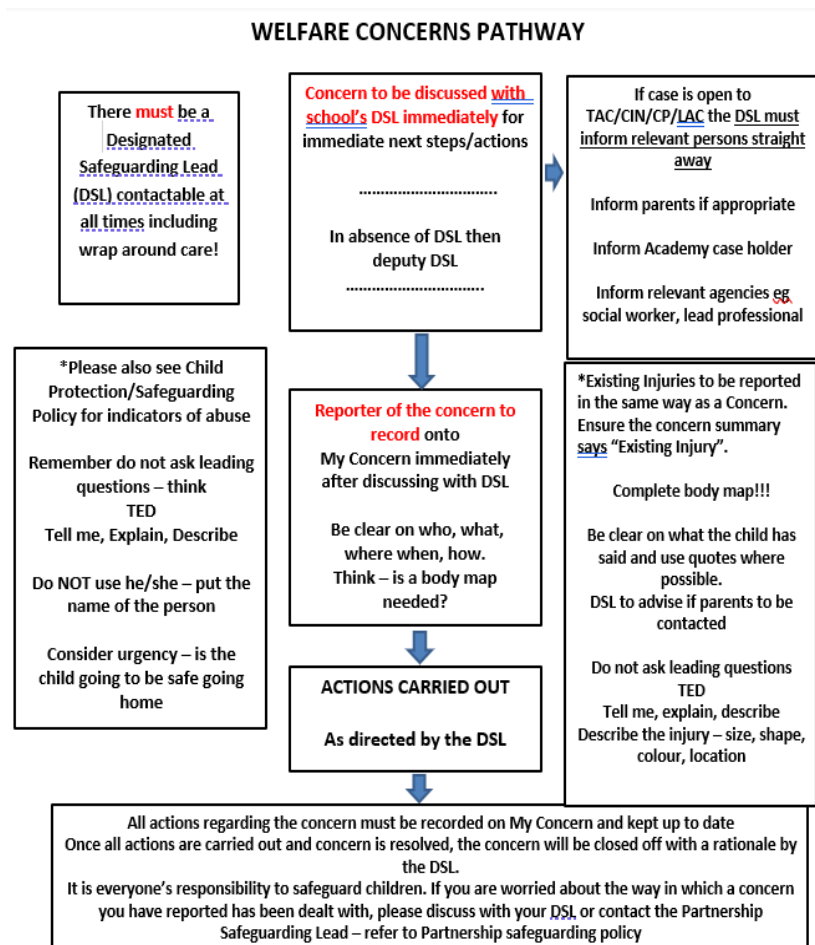 WELFARE CONCERNS PATHWAY
There must be a
Designated
Safeguarding Lead
(DSL) contactable at
all times including
wrap around care!
Concern to be discussed with
school's DSL immediately for
immediate next steps/actions
................................
In absence of DSL then
deputy DSL
................................
If case is open to
TAC/CIN/CP/LAC the DSL must
inform relevant persons straight
away
Inform parents if appropriate
Inform Academy case holder
Inform relevant agencies eg
social worker, lead professional
*Please also see Child
Protection/Safeguarding
Policy for indicators of abuse
Remember do not ask leading
questions – think
TED
Tell me, Explain, Describe
Do NOT use he/she – put the
name of the person
Consider urgency – is the
child going to be safe going
home
Reporter of the concern to
record onto
My Concern immediately
after discussing with DSL
Be clear on who, what,
where when, how.
Think – is a body map
needed?
*Existing Injuries to be reported
in the same way as a Concern.
Ensure the concern summary
says “Existing Injury”.
Complete body map!!!
Be clear on what the child has
said and use quotes where
possible.
DSL to advise if parents to be
contacted
Do not ask leading questions
TED
Tell me, explain, describe
Describe the injury – size, shape,
colour, location
ACTIONS CARRIED OUT
As directed by the DSL
All actions regarding the concern must be recorded on My Concern and kept up to date
Once all actions are carried out and concern is resolved, the concern will be closed off with a rationale by
the DSL.
It is everyone's responsibility to safeguard children. If you are worried about the way in which a concern
you have reported has been dealt with, please discuss with your DSL or contact the Partnership
Safeguarding Lead – refer to Partnership safeguarding policy